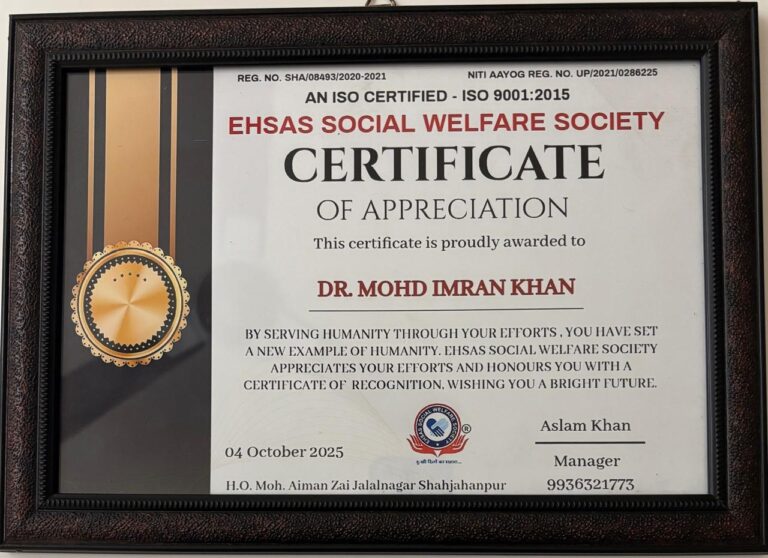 REG. NO. SHA/08493/2020-2021 NITI AAYOG REG. NO. UP/2021/0286225
AN ISO CERTIFIED - ISO 9001:2015
EHSAS SOCIAL WELFARE SOCIETY
CERTIFICATE
OF APPRECIATION
This certificate is proudly awarded to
DR. MOHD IMRAN KHAN
BY SERVING HUMANITY THROUGH YOUR EFFORTS , YOU HAVE SET
A NEW EXAMPLE OF HUMANITY. EHSAS SOCIAL WELFARE SOCIETY
APPRECIATES YOUR EFFORTS AND HONOURS YOU WITH A
CERTIFICATE OF RECOGNITION. WISHING YOU A BRIGHT FUTURE.
EHSAS SOCIAL WELFARE SOCIETY ®
Aslam Khan
04 October 2025
Manager
H.O. Moh. Aiman Zai Jalalnagar Shahjahanpur 9936321773